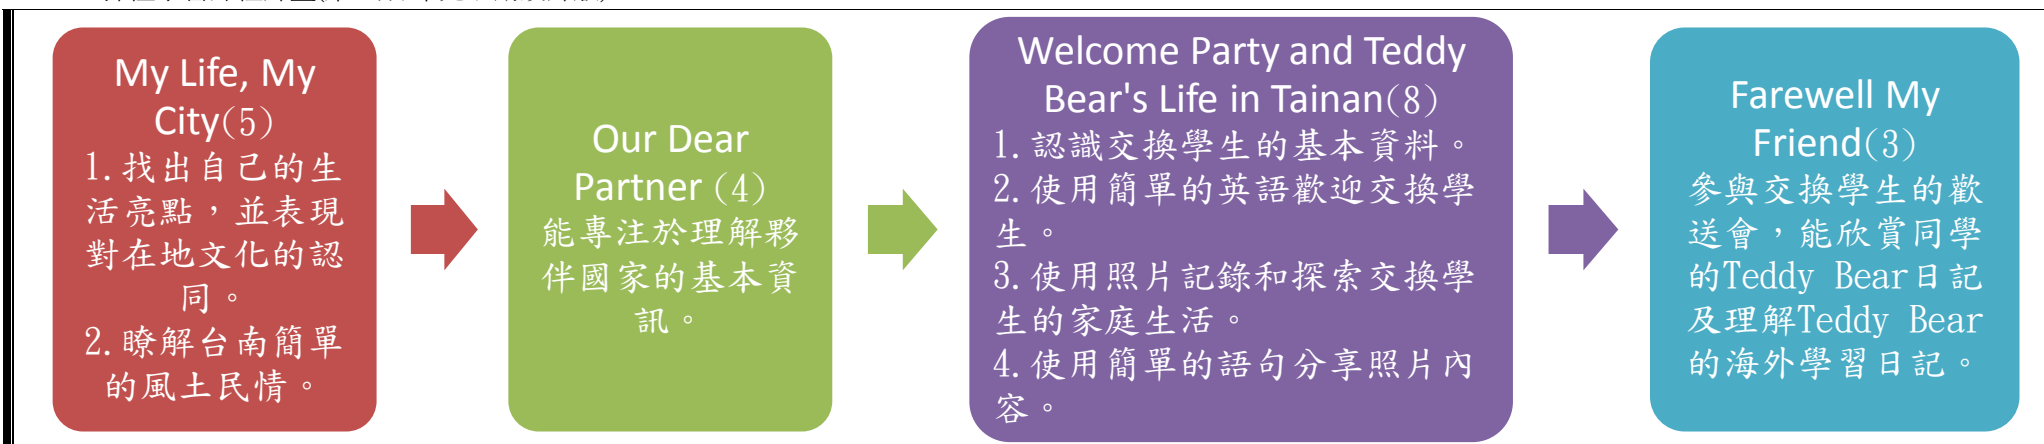 My Life, My
City(5)
1.找出自己的生
活亮點，並表現
對在地文化的認
同。
2.瞭解台南簡單
的風土民情。
Our Dear
Partner (4)
能專注於理解夥
伴國家的基本資
訊。
Welcome Party and Teddy
Bear's Life in Tainan(8)
1.認識交換學生的基本資料。
2.使用簡單的英語歡迎交換學
生。
3.使用照片記錄和探索交換學
生的家庭生活。
4.使用簡單的語句分享照片內
容。
Farewell My
Friend(3)
參與交換學生的歡
送會，能欣賞同學
的Teddy Bear日記
及理解Teddy Bear
的海外學習日記。